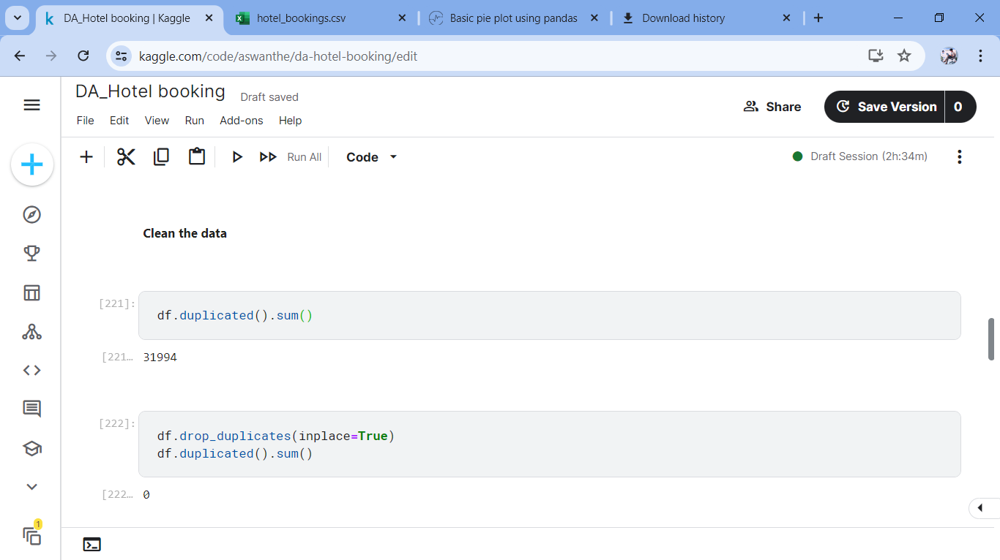 DA_Hotel booking | Kaggle
hotel_bookings.csv
Basic pie plot using pandas
Download history
kaggle.com/code/aswanthe/da-hotel-booking/edit
DA_Hotel booking Draft saved
File Edit View Run Add-ons Help
Share
Save Version 0
Run All
Code
Draft Session (2h:34m)
Clean the data
[221]:
df.duplicated().sum()
[221… 31994
[222]:
df.drop_duplicates(inplace=True)
df.duplicated().sum()
[222… 0
1